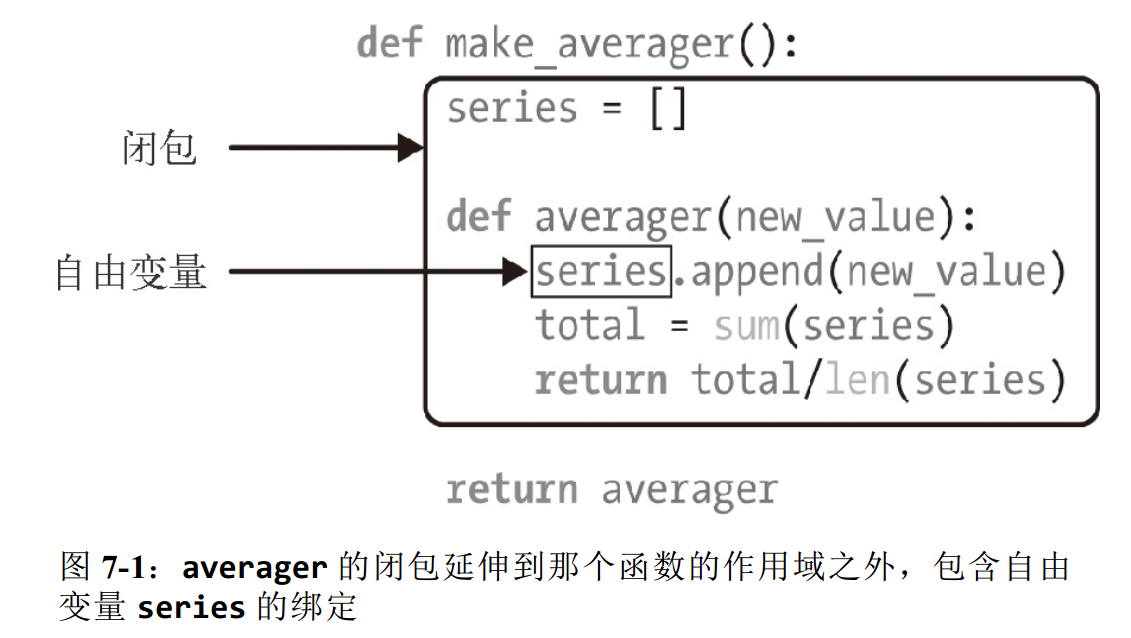 def make_averager():
series = []
闭包
def averager(new_value):
自由变量
series.append(new_value)
total = sum(series)
return total/len(series)
return averager
图 7-1：averager 的闭包延伸到那个函数的作用域之外，包含自由
变量 series 的绑定